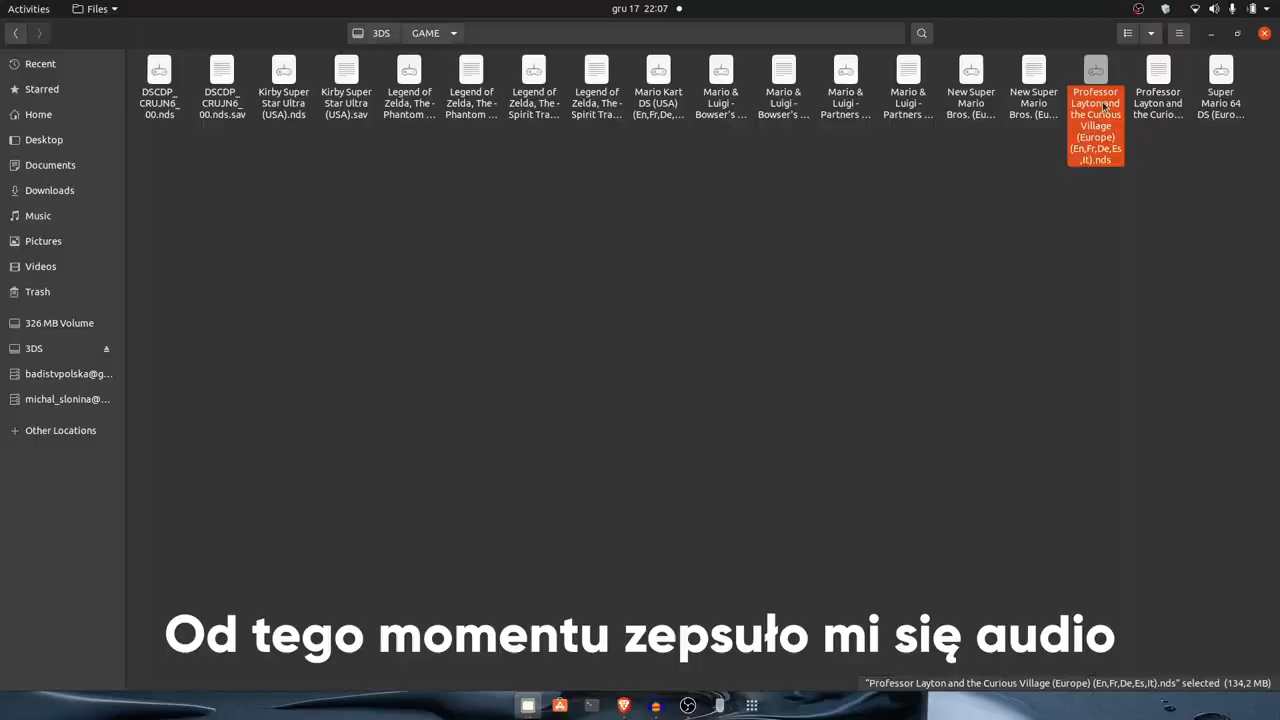 Activities
Files
gru 17 22:07
3DS
GAME
Recent
Starred
Home
Desktop
Documents
Downloads
Music
Pictures
Videos
Trash
326 MB Volume
3DS
badistvpolska@g...
michal_slonina@...
Other Locations
DSCDP_
CRUJN6_
00.nds
DSCDP_
CRUJN6_
00.nds.sav
Kirby Super
Star Ultra
(USA).nds
Kirby Super
Star Ultra
(USA).sav
Legend of
Zelda, The -
Phantom ...
Legend of
Zelda, The -
Phantom ...
Legend of
Zelda, The -
Spirit Tra...
Legend of
Zelda, The -
Spirit Tra...
Mario Kart
DS (USA)
(En,Fr,De,...
Mario &
Luigi -
Bowser's ...
Mario &
Luigi -
Bowser's ...
Mario &
Luigi -
Partners ...
Mario &
Luigi -
Partners ...
New Super
Mario
Bros. (Eu...
New Super
Mario
Bros. (Eu...
Professor
Layton and
the Curious
Village
(Europe)
(En,Fr,De,Es
,It).nds
Professor
Layton and
the Curio...
Super
Mario 64
DS (Euro...
Od tego momentu zepsuło mi się audio
"Professor Layton and the Curious Village (Europe) (En,Fr,De,Es,It).nds" selected (134,2 MB)